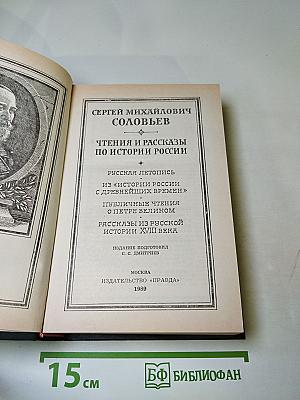 СЕРГЕЙ МИХАЙЛОВИЧ
СОЛОВЬЕВ
ЧТЕНИЯ И РАССКАЗЫ
ПО ИСТОРИИ РОССИИ
РУССКАЯ ЛЕТОПИСЬ
ИЗ «ИСТОРИИ РОССИИ
С ДРЕВНЕЙШИХ ВРЕМЕН»
ПУБЛИЧНЫЕ ЧТЕНИЯ
О ПЕТРЕ ВЕЛИКОМ
РАССКАЗЫ ИЗ РУССКОЙ
ИСТОРИИ XVIII ВЕКА
ИЗДАНИЕ ПОДГОТОВИЛ
С. С. ДМИТРИЕВ
МОСКВА
ИЗДАТЕЛЬСТВО «ПРАВДА»
1989
15 см
БФ БИБЛИОФАН